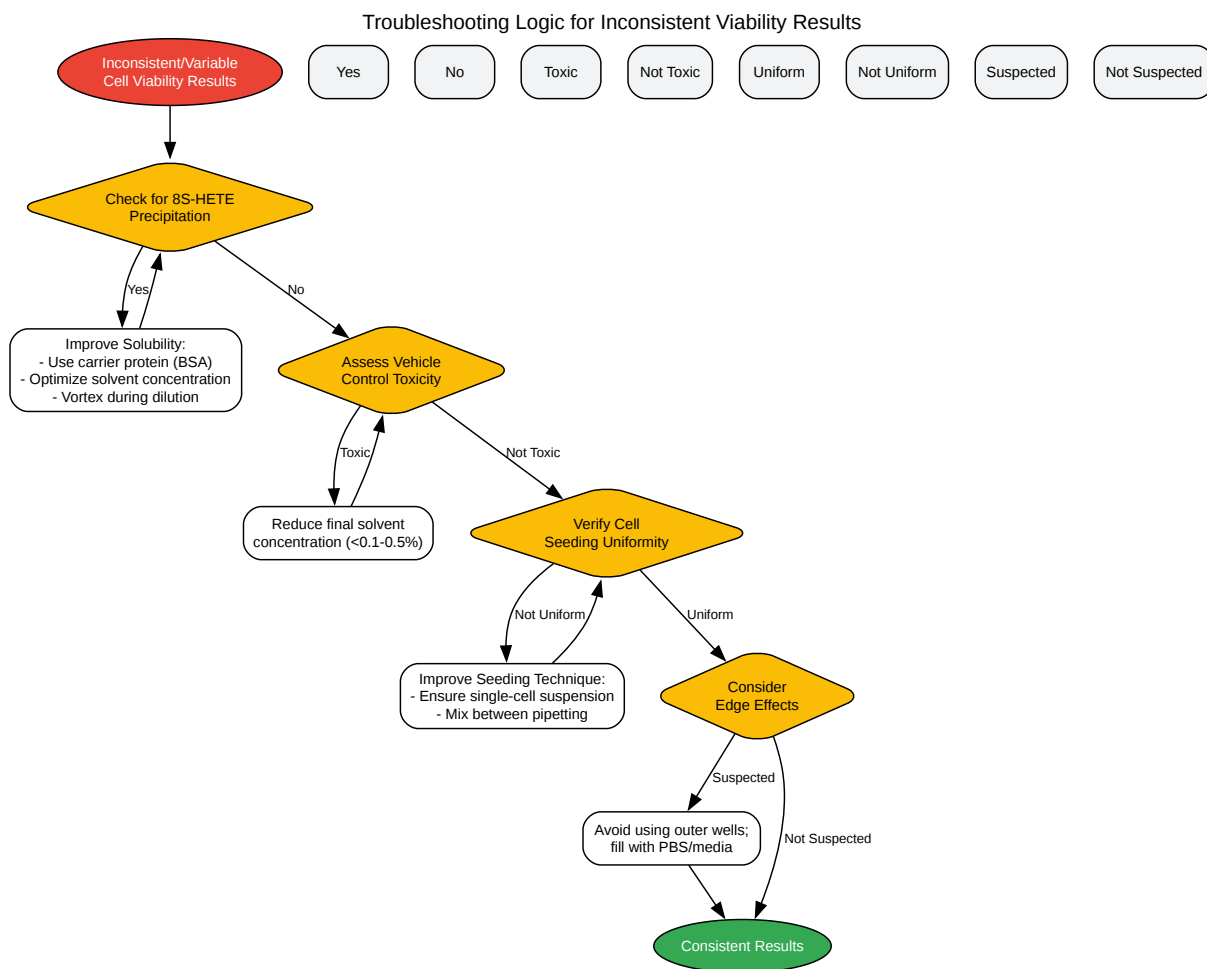 Troubleshooting Logic for Inconsistent Viability Results
Inconsistent/Variable
Cell Viability Results
Yes
No
Toxic
Not Toxic
Uniform
Not Uniform
Suspected
Not Suspected
Check for 8S-HETE
Precipitation
Yes
No
Improve Solubility:
- Use carrier protein (BSA)
- Optimize solvent concentration
- Vortex during dilution
Assess Vehicle
Control Toxicity
Toxic
Not Toxic
Reduce final solvent
concentration (<0.1-0.5%)
Verify Cell
Seeding Uniformity
Not Uniform
Uniform
Improve Seeding Technique:
- Ensure single-cell suspension
- Mix between pipetting
Consider
Edge Effects
Suspected
Not Suspected
Avoid using outer wells;
fill with PBS/media
Consistent Results